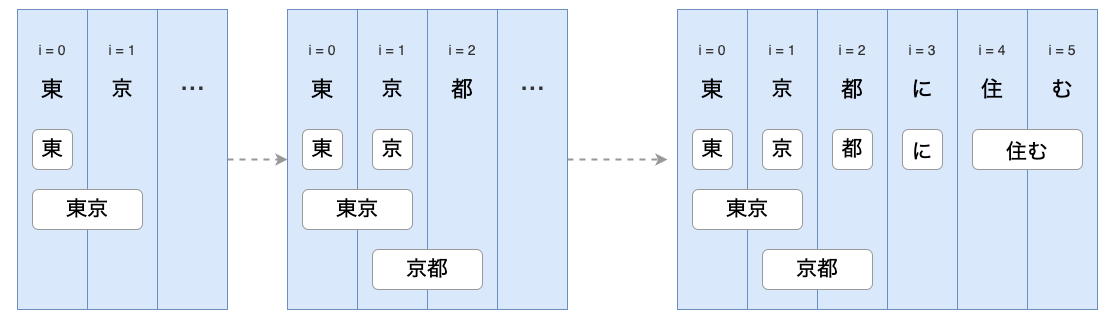 i = 0 i = 1
東 京 …
東
東京
i = 0 i = 1 i = 2
東 京 都 …
東 京
東京
京都
i = 0 i = 1 i = 2 i = 3 i = 4 i = 5
東 京 都 に 住 む
東 京 都 に 住む
東京
京都